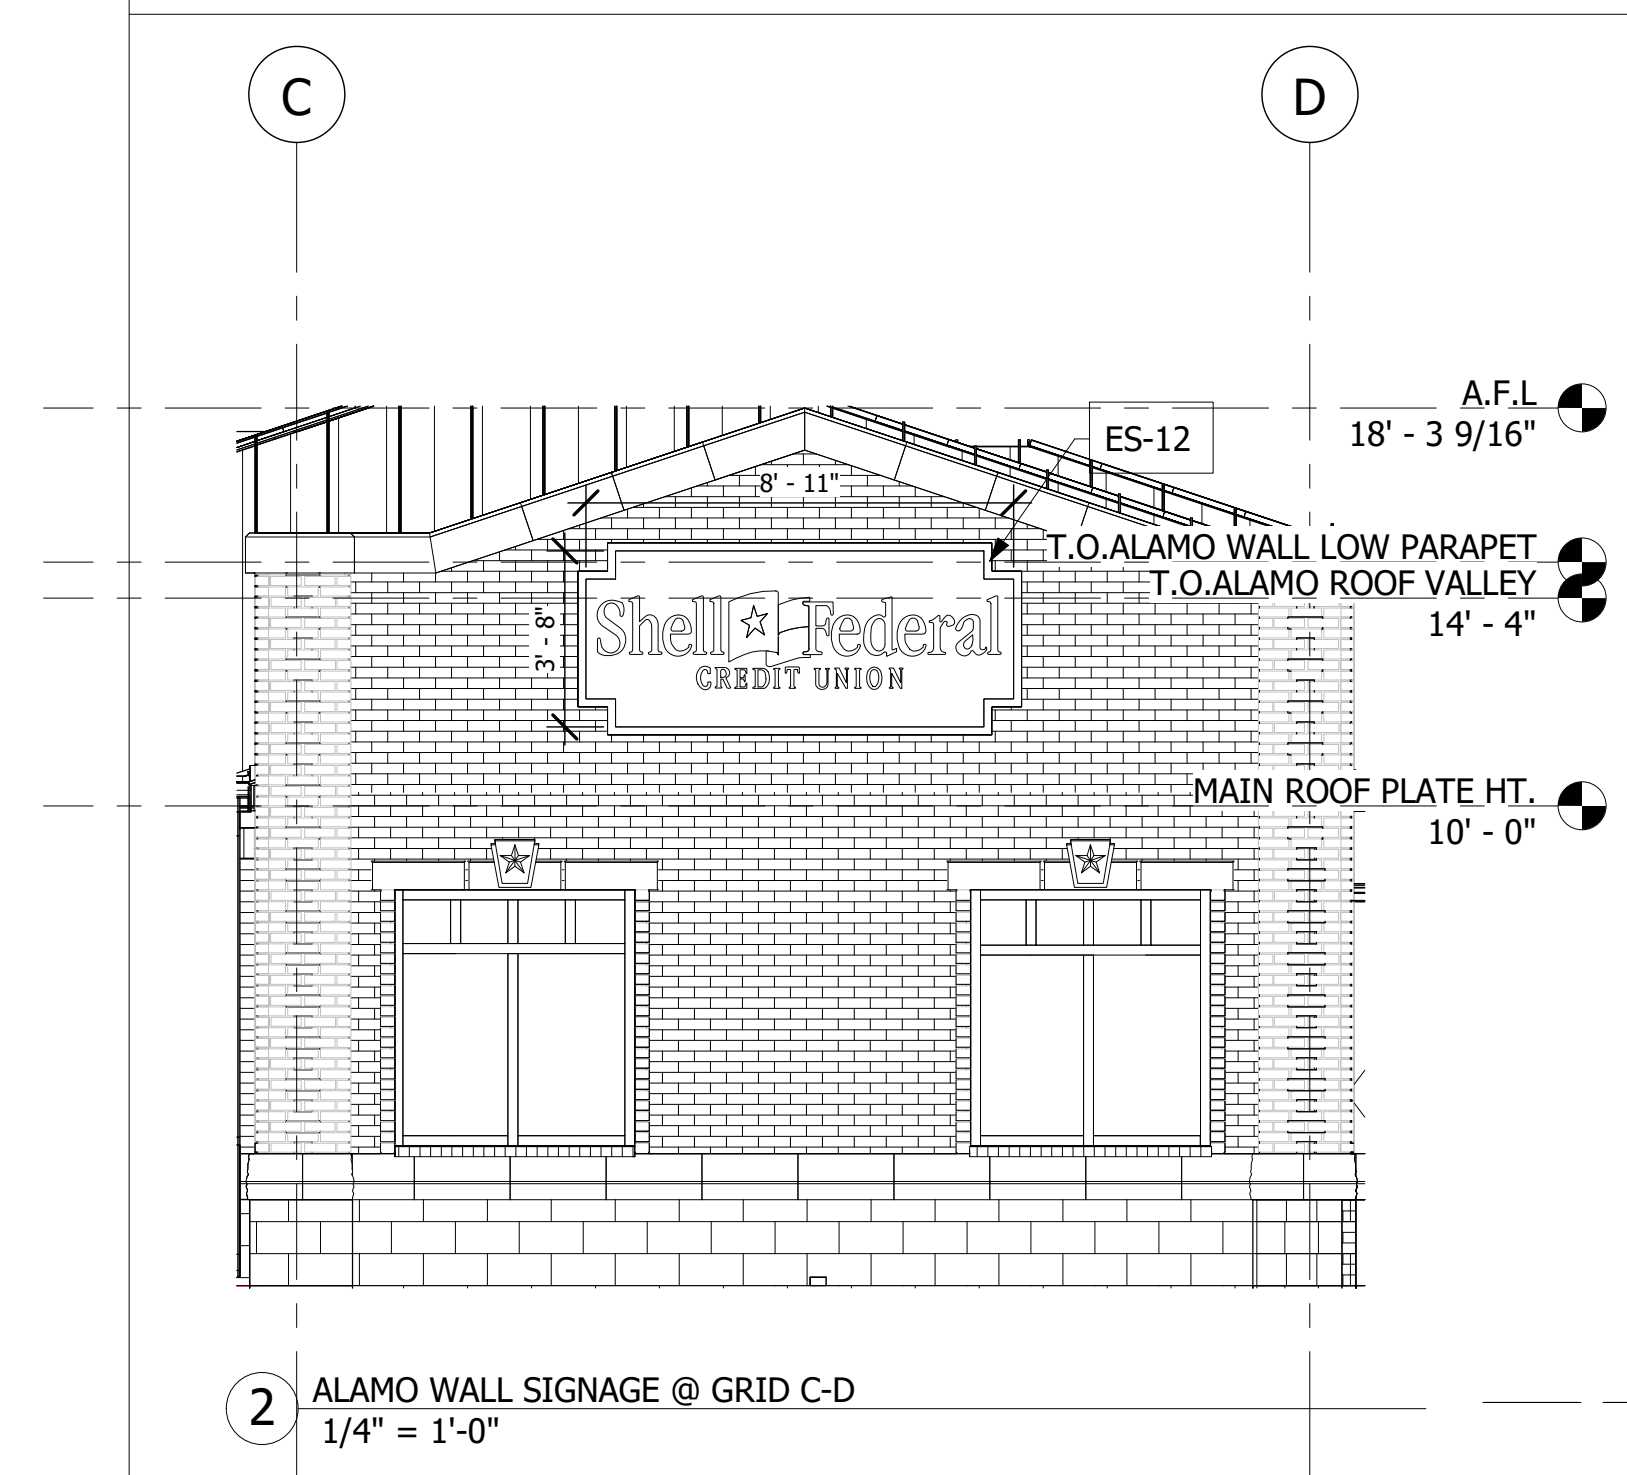 C
D
A.F.L
18' - 3 9/16"
ES-12
8' - 11"
T.O.ALAMO WALL LOW PARAPET
T.O.ALAMO ROOF VALLEY
14' - 4"
3' - 8"
Shell Federal
CREDIT UNION
MAIN ROOF PLATE HT.
10' - 0"
2
ALAMO WALL SIGNAGE @ GRID C-D
1/4" = 1'-0"